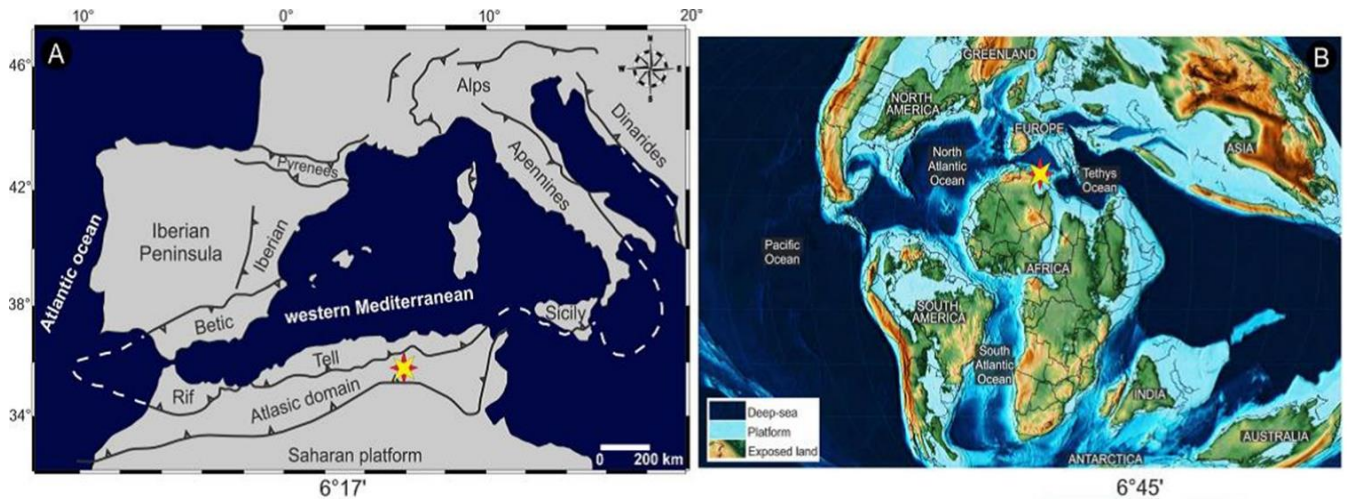 10°
0°
10°
20°
A
46°
42°
38°
34°
Alps
Dinarides
Apennines
Pyrenees
Iberian
Peninsula
Iberian
Atlantic ocean
western Mediterranean
Betic
Sicily
Tell
Rif
Atlasic domain
Saharan platform
0 200 km
6°17'
B
GREENLAND
NORTH
AMERICA
EUROPE
ASIA
North
Atlantic
Ocean
Tethys
Ocean
Pacific
Ocean
AFRICA
SOUTH
AMERICA
South
Atlantic
Ocean
INDIA
AUSTRALIA
ANTARCTICA
Deep-sea
Platform
Exposed land
6°45'